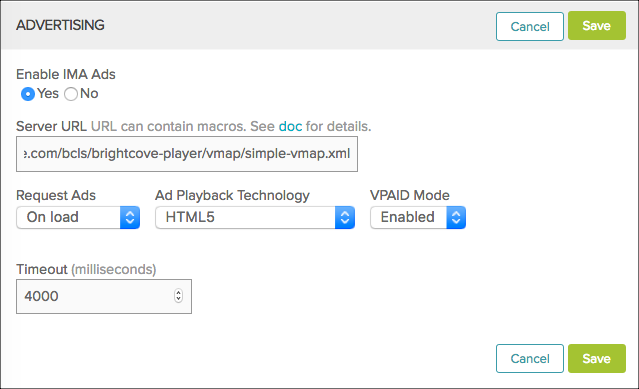 ADVERTISING
Cancel
Save
Enable IMA Ads
Yes No
Server URL URL can contain macros. See doc for details.
e.com/bcls/brightcove-player/vmap/simple-vmap.xml
Request Ads Ad Playback Technology VPAID Mode
On load HTML5 Enabled
Timeout (milliseconds)
4000
Cancel
Save